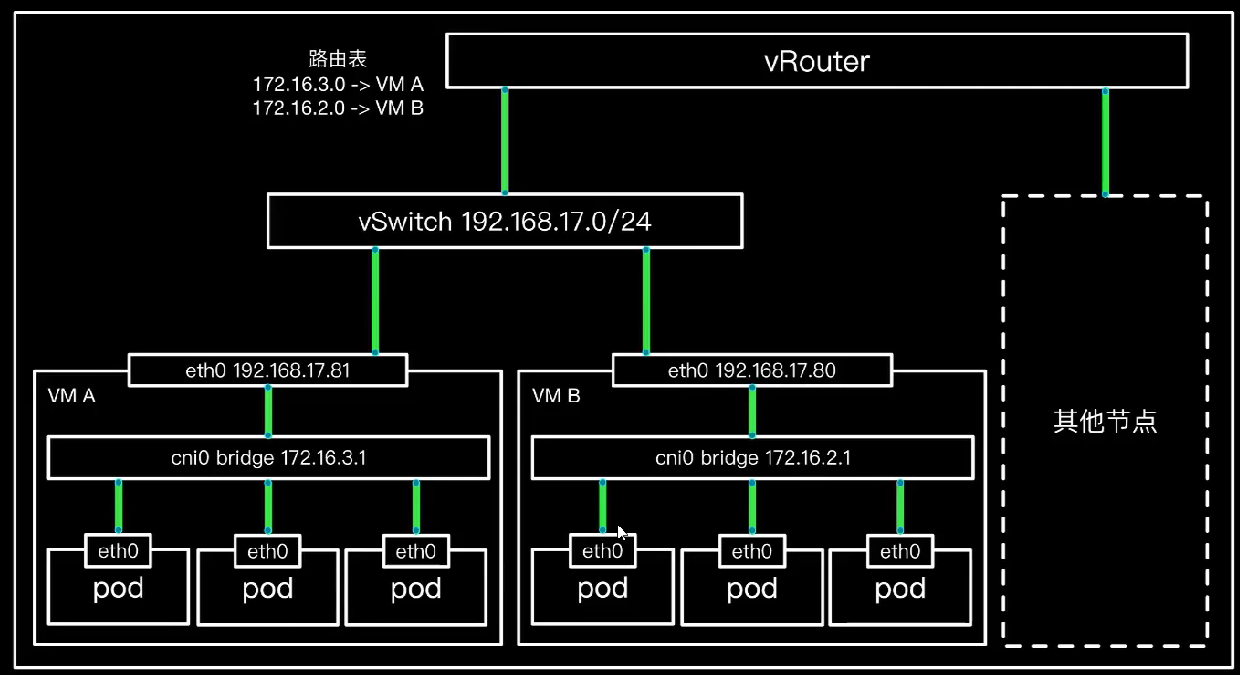 路由表
172.16.3.0 -> VM A
172.16.2.0 -> VM B
vRouter
vSwitch 192.168.17.0/24
eth0 192.168.17.81
VM A
cni0 bridge 172.16.3.1
eth0
eth0
eth0
pod
pod
pod
eth0 192.168.17.80
VM B
cni0 bridge 172.16.2.1
eth0
eth0
eth0
pod
pod
pod
其他节点